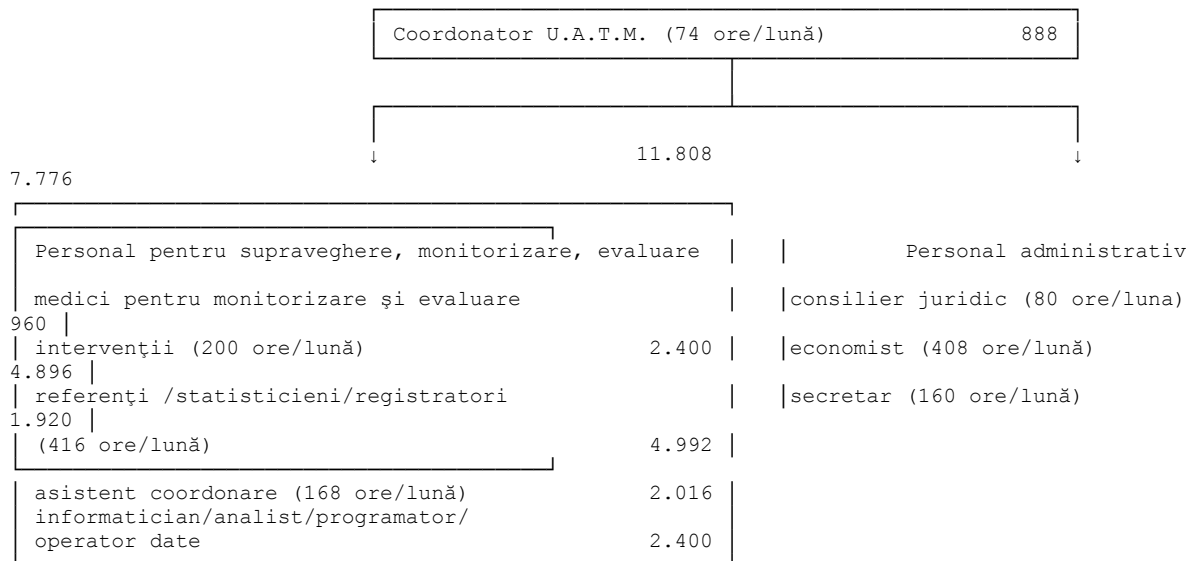 Coordonator U.A.T.M. (74 ore/lună) 888
↓ 11.808 ↓
7.776
Personal pentru supraveghere, monitorizare, evaluare Personal administrativ
medici pentru monitorizare şi evaluare consilier juridic (80 ore/luna)
960
intervenţii (200 ore/lună) 2.400 economist (408 ore/lună)
4.896
referenţi /statisticieni/registratori secretar (160 ore/lună)
1.920
(416 ore/lună) 4.992
asistent coordonare (168 ore/lună) 2.016
informatician/analist/programator/
operator date 2.400